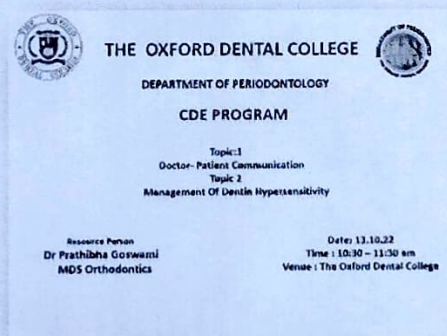 THE OXFORD DENTAL COLLEGE
DEPARTMENT OF PERIODONTOLOGY
CDE PROGRAM
Topic:1
Doctor- Patient Communication
Topic 2
Management Of Dentin Hypersensitivity
Resource Person
Dr Prathibha Goswami
MDS Orthodontics
Date: 13.10.22
Time : 10:30 – 11:30 am
Venue : The Oxford Dental College